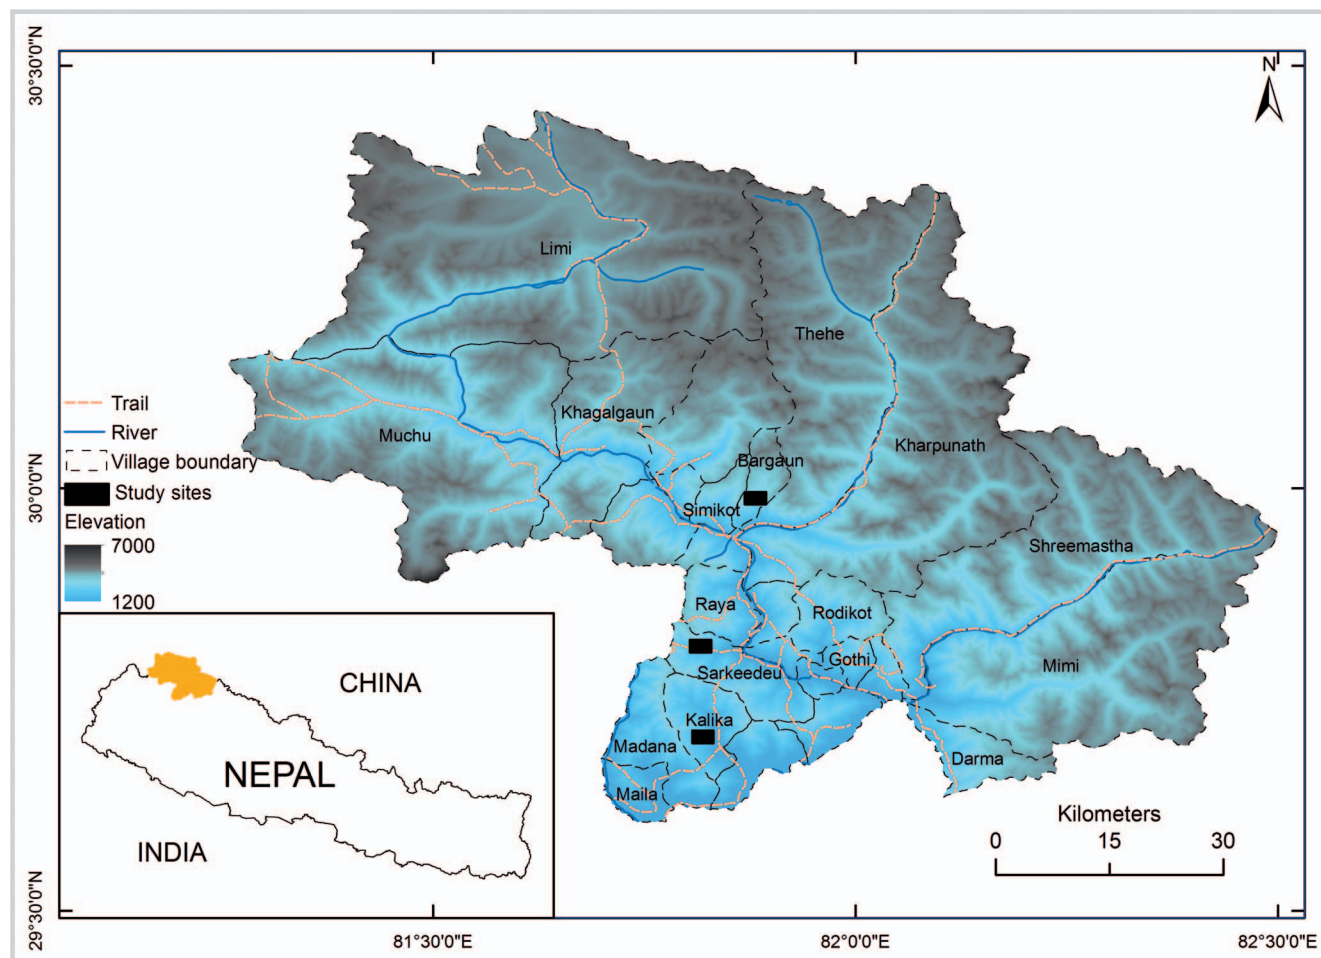 30°30'0"N
N
Limi
Thehe
Trail
Khagalgaun
River
Muchu
Kharpunath
Village boundary
Bargaun
30°0'0"N
Study sites
Simikot
Elevation
7000
Shreemastha
1200
Raya
Rodikot
Gothi
Mimi
Sarkeedeu
CHINA
Kalika
Madana
NEPAL
Darma
Maila
Kilometers
INDIA
0 15 30
29°30'0"N
81°30'0"E 82°0'0"E 82°30'0"E